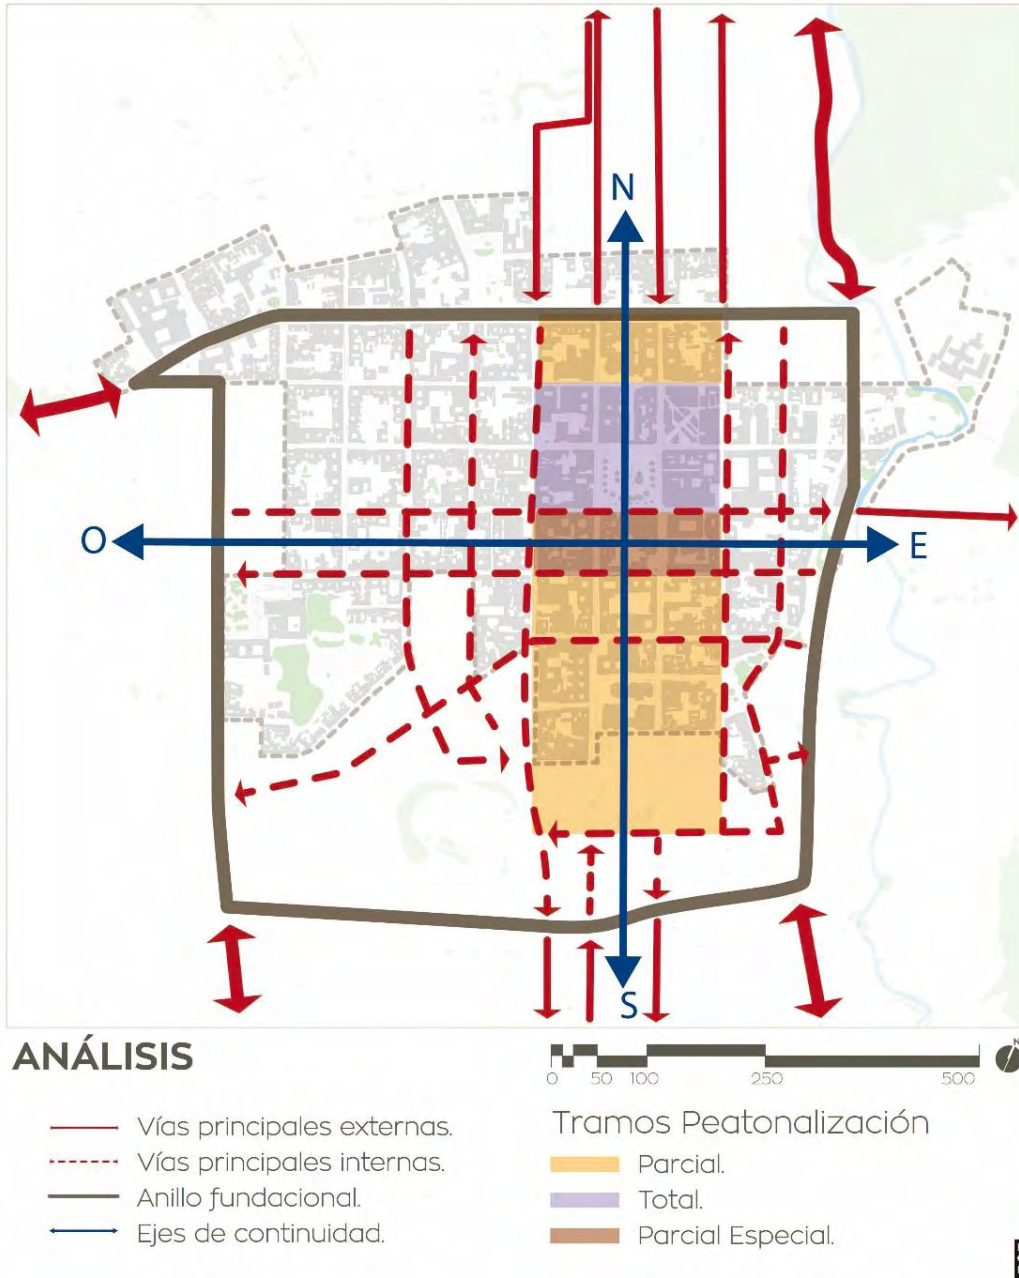 N
O
E
S
ANÁLISIS
N
0 50 100 250 500
Vías principales externas.
Vías principales internas.
Anillo fundacional.
Ejes de continuidad.
Tramos Peatonalización
Parcial.
Total.
Parcial Especial.